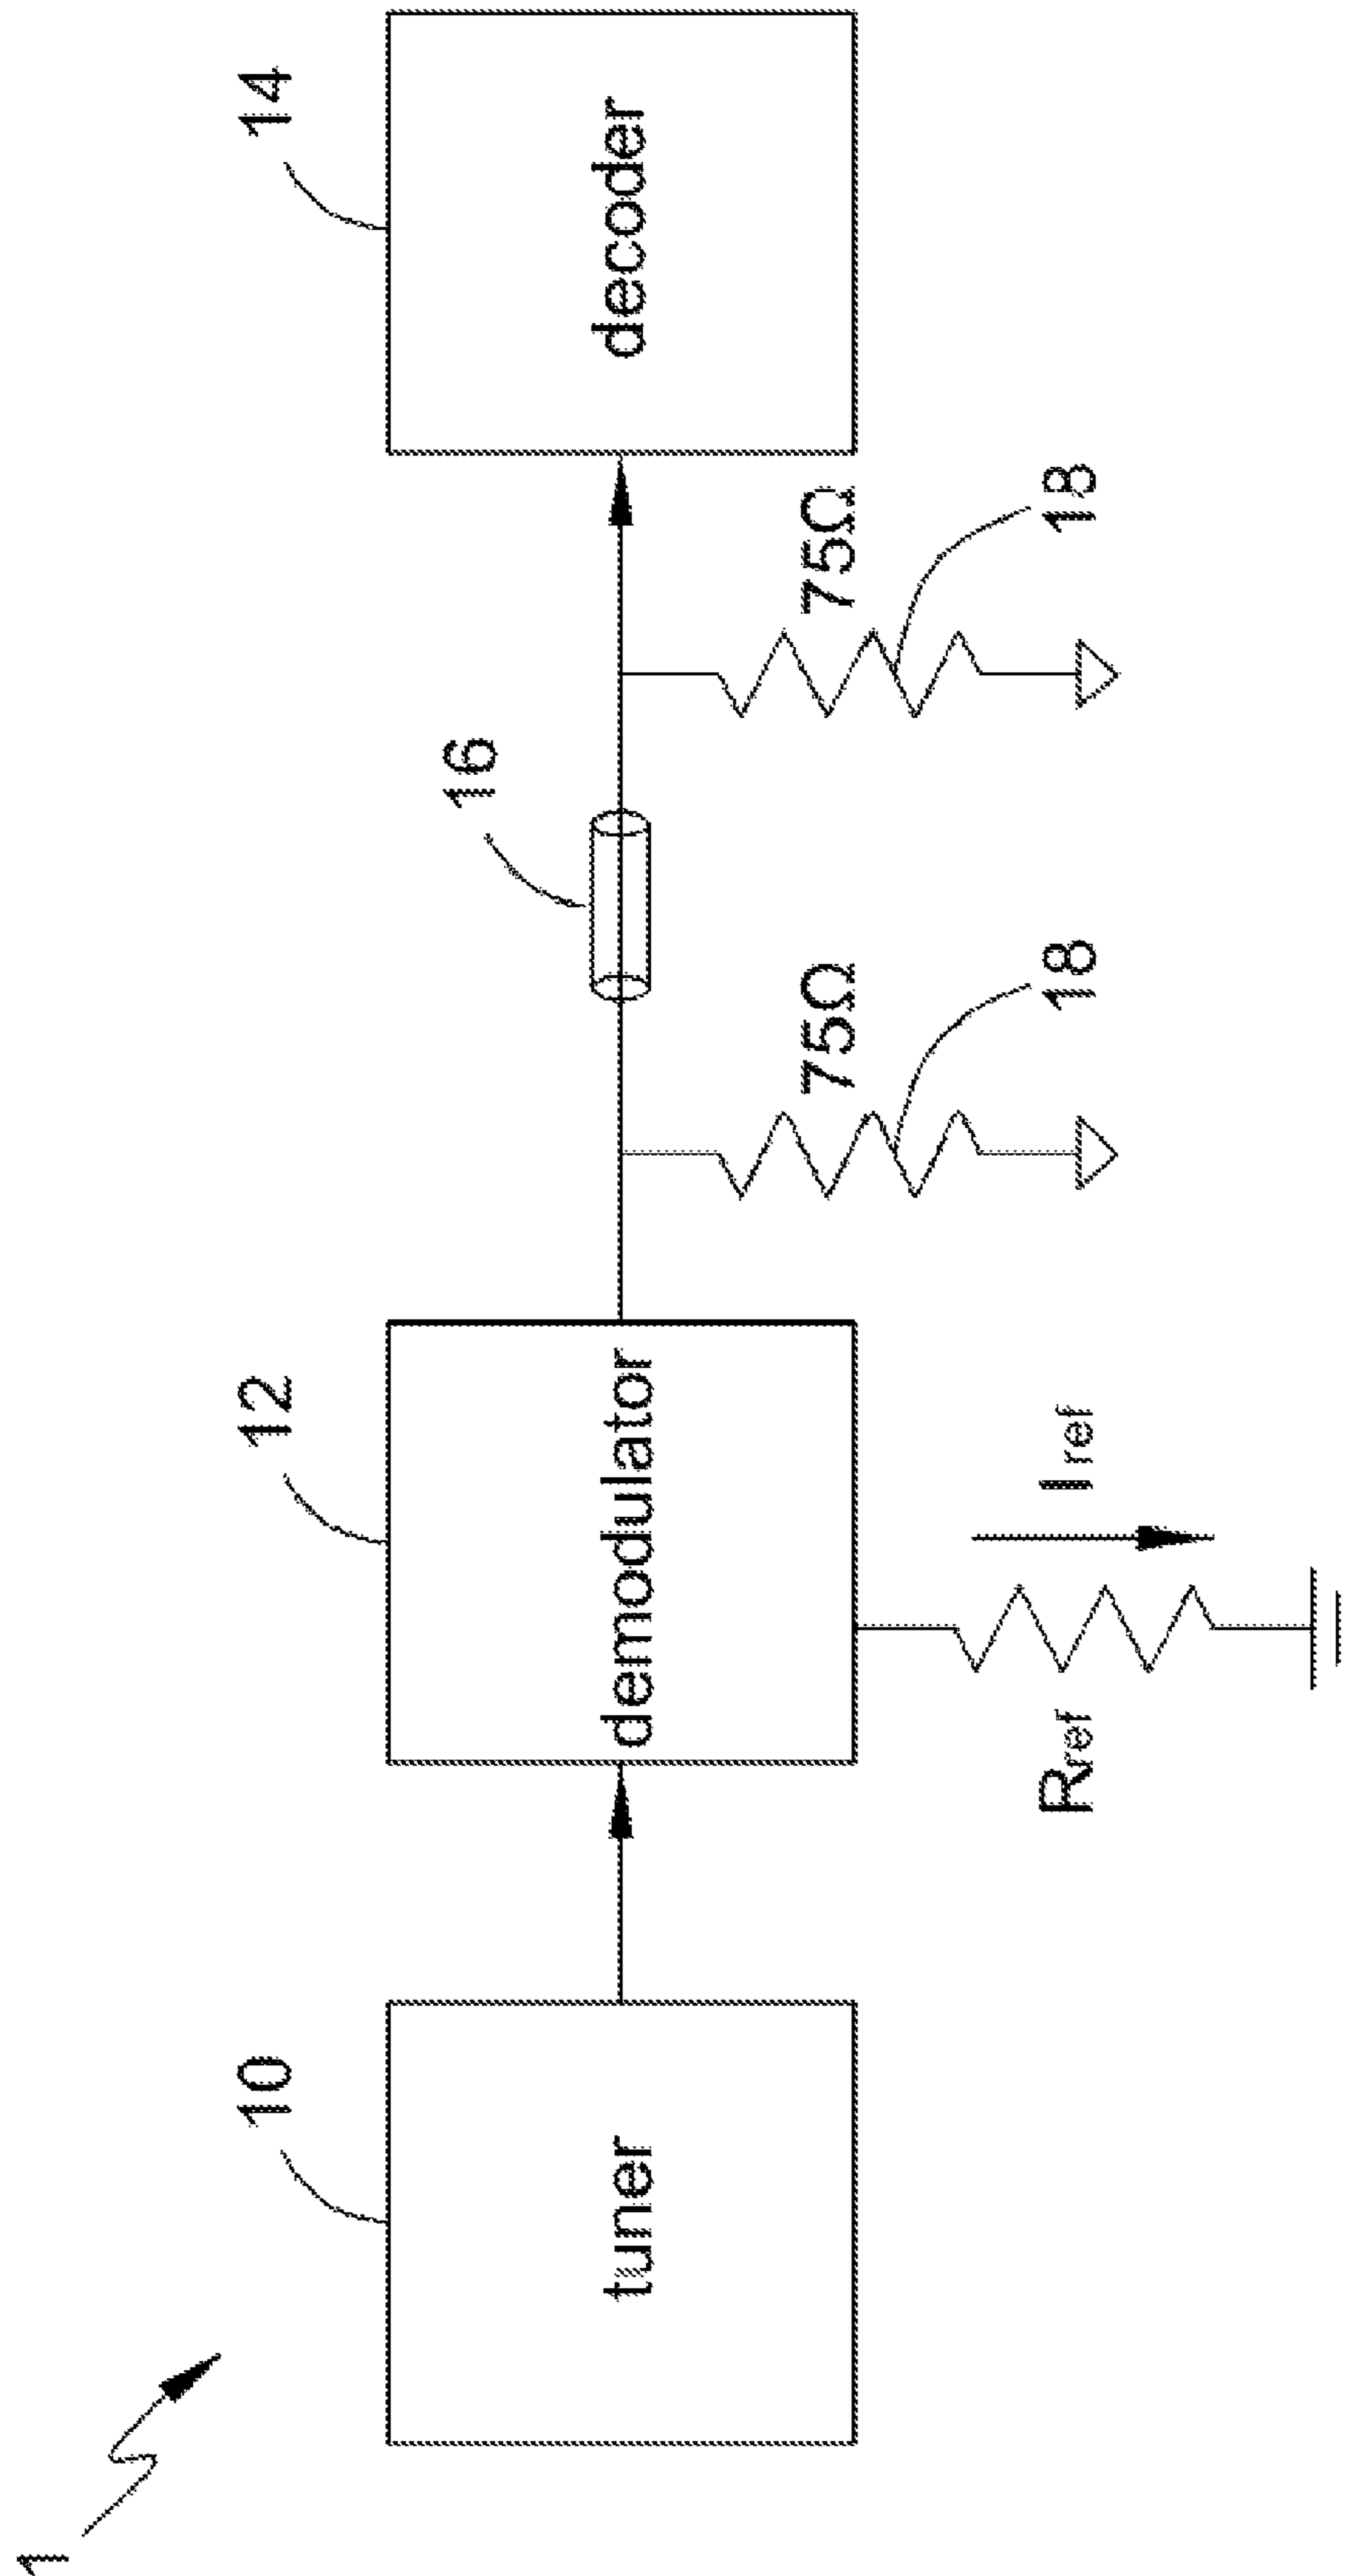 1
10
12
14
16
tuner
demodulator
decoder
75Ω
75Ω
18
18
Rref
Iref